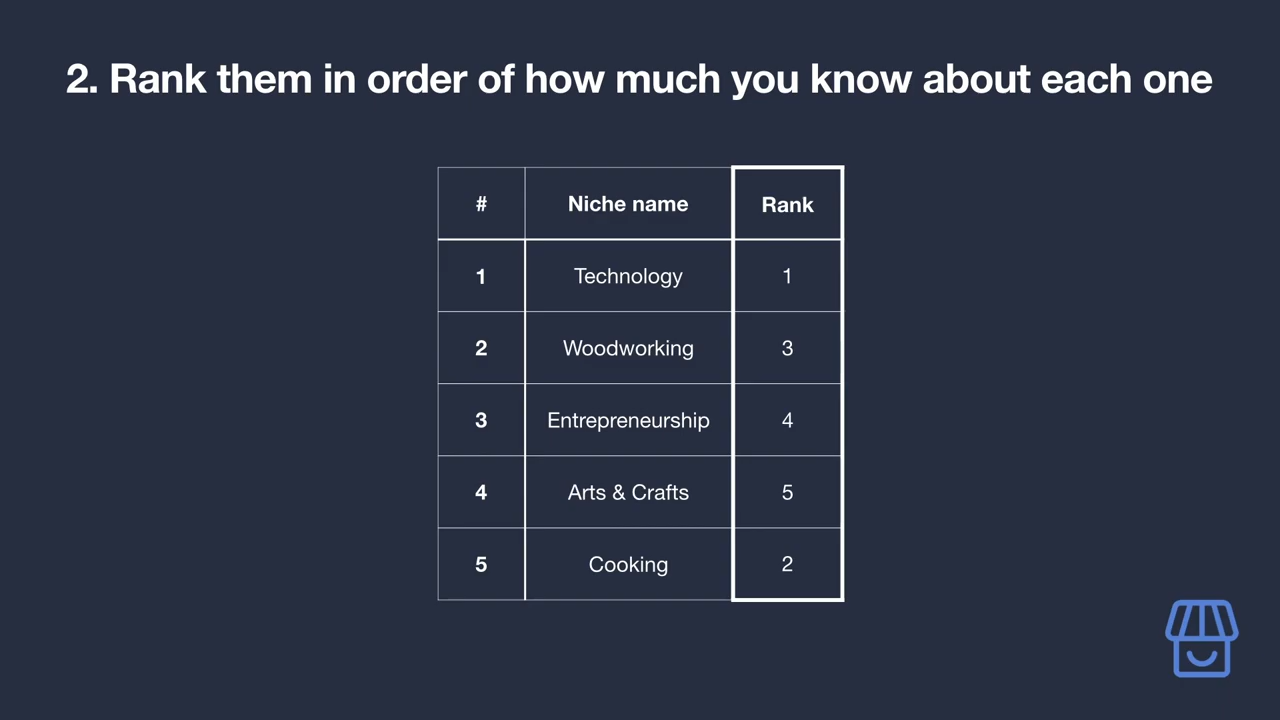 2. Rank them in order of how much you know about each one
# Niche name Rank
1 Technology 1
2 Woodworking 3
3 Entrepreneurship 4
4 Arts & Crafts 5
5 Cooking 2